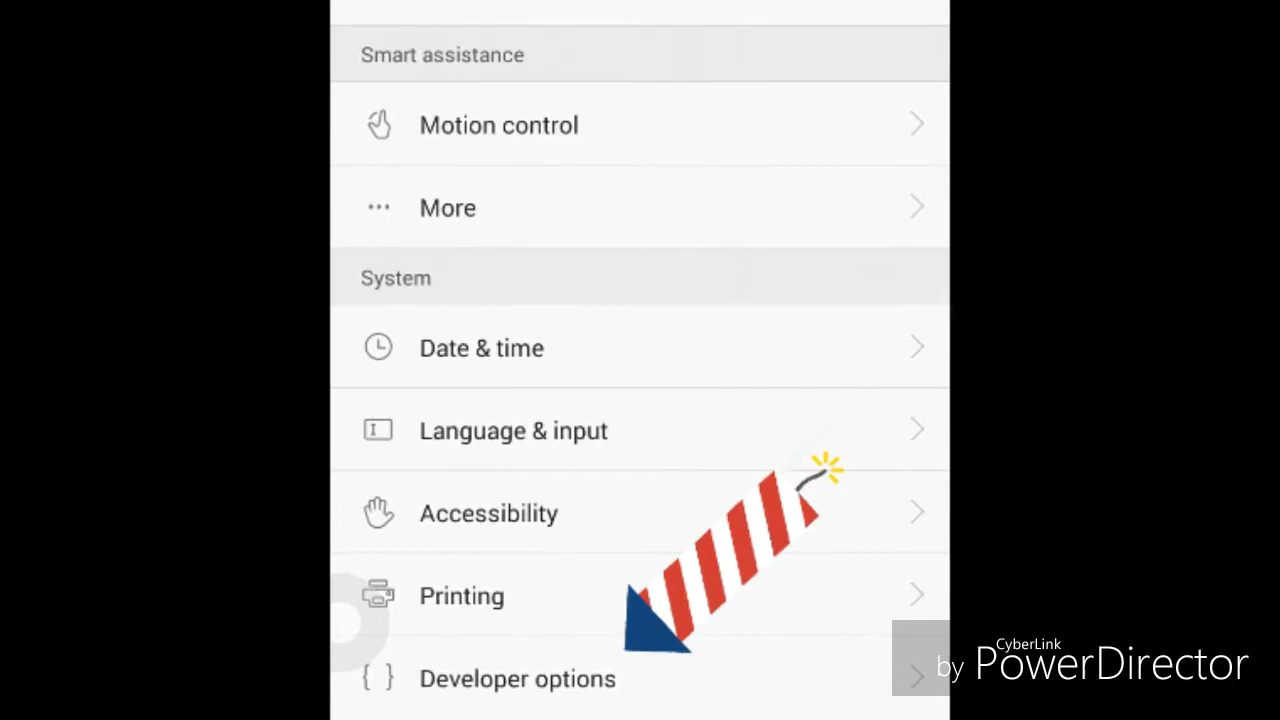 Smart assistance
Motion control
More
System
Date & time
Language & input
Accessibility
Printing
Developer options
CyberLink
by PowerDirector